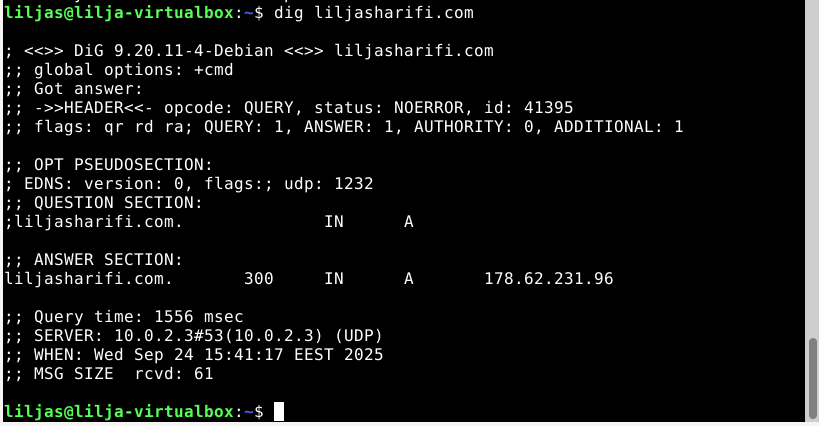 liljas@lilja-virtualbox:~$ dig liljasharifi.com
; <<>> DiG 9.20.11-4-Debian <<>> liljasharifi.com
;; global options: +cmd
;; Got answer:
;; ->>HEADER<<- opcode: QUERY, status: NOERROR, id: 41395
;; flags: qr rd ra; QUERY: 1, ANSWER: 1, AUTHORITY: 0, ADDITIONAL: 1
;; OPT PSEUDOSECTION:
; EDNS: version: 0, flags:; udp: 1232
;; QUESTION SECTION:
;liljasharifi.com. IN A
;; ANSWER SECTION:
liljasharifi.com. 300 IN A 178.62.231.96
;; Query time: 1556 msec
;; SERVER: 10.0.2.3#53(10.0.2.3) (UDP)
;; WHEN: Wed Sep 24 15:41:17 EEST 2025
;; MSG SIZE  rcvd: 61
liljas@lilja-virtualbox:~$